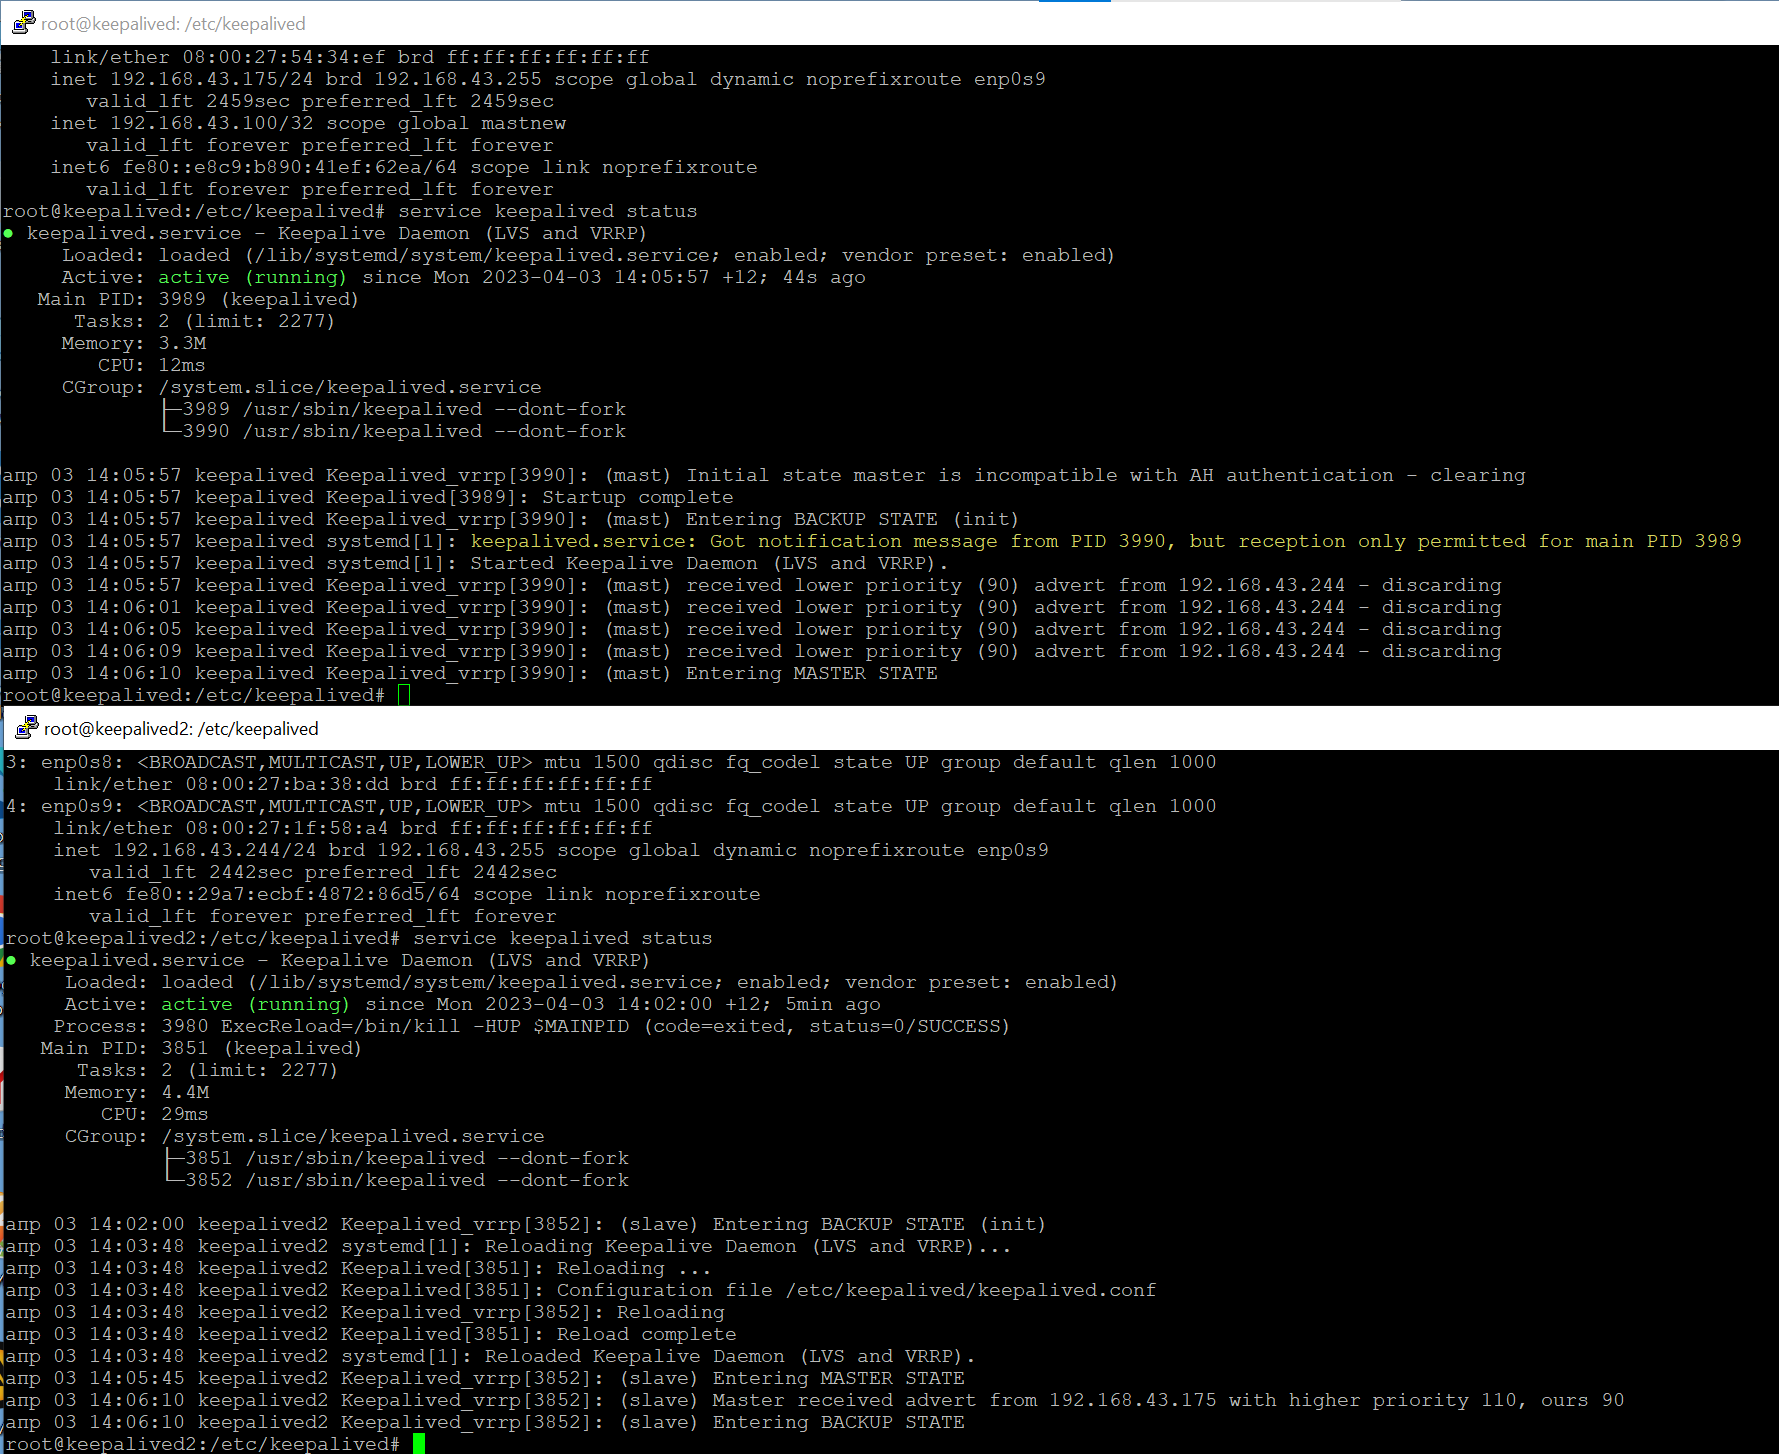 root@keepalived: /etc/keepalived
    link/ether 08:00:27:54:34:ef brd ff:ff:ff:ff:ff:ff
    inet 192.168.43.175/24 brd 192.168.43.255 scope global dynamic noprefixroute enp0s9
       valid_lft 2459sec preferred_lft 2459sec
    inet 192.168.43.100/32 scope global mastnew
       valid_lft forever preferred_lft forever
    inet6 fe80::e8c9:b890:41ef:62ea/64 scope link noprefixroute
       valid_lft forever preferred_lft forever
root@keepalived:/etc/keepalived# service keepalived status
● keepalived.service - Keepalive Daemon (LVS and VRRP)
     Loaded: loaded (/lib/systemd/system/keepalived.service; enabled; vendor preset: enabled)
     Active: active (running) since Mon 2023-04-03 14:05:57 +12; 44s ago
   Main PID: 3989 (keepalived)
      Tasks: 2 (limit: 2277)
     Memory: 3.3M
        CPU: 12ms
     CGroup: /system.slice/keepalived.service
             ├─3989 /usr/sbin/keepalived --dont-fork
             └─3990 /usr/sbin/keepalived --dont-fork
апр 03 14:05:57 keepalived Keepalived_vrrp[3990]: (mast) Initial state master is incompatible with AH authentication - clearing
апр 03 14:05:57 keepalived Keepalived[3989]: Startup complete
апр 03 14:05:57 keepalived Keepalived_vrrp[3990]: (mast) Entering BACKUP STATE (init)
апр 03 14:05:57 keepalived systemd[1]: keepalived.service: Got notification message from PID 3990, but reception only permitted for main PID 3989
апр 03 14:05:57 keepalived systemd[1]: Started Keepalive Daemon (LVS and VRRP).
апр 03 14:05:57 keepalived Keepalived_vrrp[3990]: (mast) received lower priority (90) advert from 192.168.43.244 - discarding
апр 03 14:06:01 keepalived Keepalived_vrrp[3990]: (mast) received lower priority (90) advert from 192.168.43.244 - discarding
апр 03 14:06:05 keepalived Keepalived_vrrp[3990]: (mast) received lower priority (90) advert from 192.168.43.244 - discarding
апр 03 14:06:09 keepalived Keepalived_vrrp[3990]: (mast) received lower priority (90) advert from 192.168.43.244 - discarding
апр 03 14:06:10 keepalived Keepalived_vrrp[3990]: (mast) Entering MASTER STATE
root@keepalived:/etc/keepalived#
root@keepalived2: /etc/keepalived
3: enp0s8: <BROADCAST,MULTICAST,UP,LOWER_UP> mtu 1500 qdisc fq_codel state UP group default qlen 1000
    link/ether 08:00:27:ba:38:dd brd ff:ff:ff:ff:ff:ff
4: enp0s9: <BROADCAST,MULTICAST,UP,LOWER_UP> mtu 1500 qdisc fq_codel state UP group default qlen 1000
    link/ether 08:00:27:1f:58:a4 brd ff:ff:ff:ff:ff:ff
    inet 192.168.43.244/24 brd 192.168.43.255 scope global dynamic noprefixroute enp0s9
       valid_lft 2442sec preferred_lft 2442sec
    inet6 fe80::29a7:ecbf:4872:86d5/64 scope link noprefixroute
       valid_lft forever preferred_lft forever
root@keepalived2:/etc/keepalived# service keepalived status
● keepalived.service - Keepalive Daemon (LVS and VRRP)
     Loaded: loaded (/lib/systemd/system/keepalived.service; enabled; vendor preset: enabled)
     Active: active (running) since Mon 2023-04-03 14:02:00 +12; 5min ago
    Process: 3980 ExecReload=/bin/kill -HUP $MAINPID (code=exited, status=0/SUCCESS)
   Main PID: 3851 (keepalived)
      Tasks: 2 (limit: 2277)
     Memory: 4.4M
        CPU: 29ms
     CGroup: /system.slice/keepalived.service
             ├─3851 /usr/sbin/keepalived --dont-fork
             └─3852 /usr/sbin/keepalived --dont-fork
апр 03 14:02:00 keepalived2 Keepalived_vrrp[3852]: (slave) Entering BACKUP STATE (init)
апр 03 14:03:48 keepalived2 systemd[1]: Reloading Keepalive Daemon (LVS and VRRP)...
апр 03 14:03:48 keepalived2 Keepalived[3851]: Reloading ...
апр 03 14:03:48 keepalived2 Keepalived[3851]: Configuration file /etc/keepalived/keepalived.conf
апр 03 14:03:48 keepalived2 Keepalived_vrrp[3852]: Reloading
апр 03 14:03:48 keepalived2 Keepalived[3851]: Reload complete
апр 03 14:03:48 keepalived2 systemd[1]: Reloaded Keepalive Daemon (LVS and VRRP).
апр 03 14:05:45 keepalived2 Keepalived_vrrp[3852]: (slave) Entering MASTER STATE
апр 03 14:06:10 keepalived2 Keepalived_vrrp[3852]: (slave) Master received advert from 192.168.43.175 with higher priority 110, ours 90
апр 03 14:06:10 keepalived2 Keepalived_vrrp[3852]: (slave) Entering BACKUP STATE
root@keepalived2:/etc/keepalived#